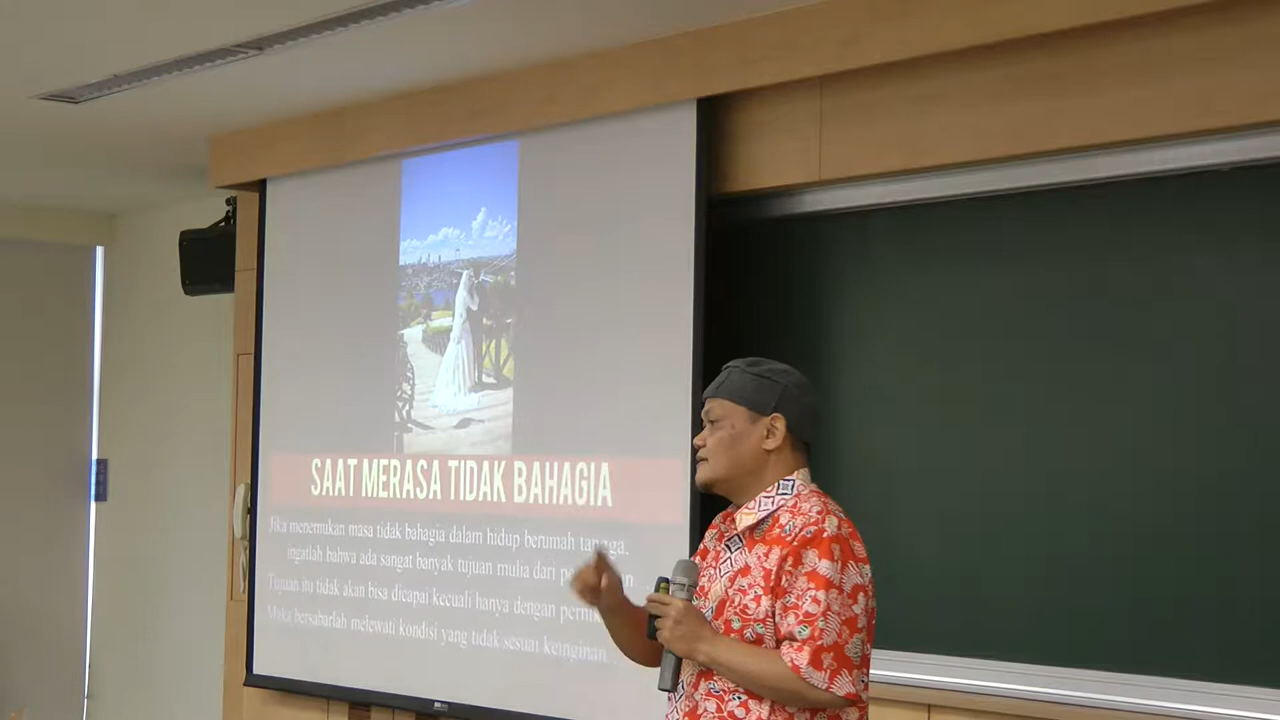 SAAT MERASA TIDAK BAHAGIA
Jika menemukan masa tidak bahagia dalam hidup berumah tangga,
ingatlah bahwa ada sangat banyak tujuan mulia dari
Tujuan itu tidak akan bisa dicapai kecuali hanya dengan
Maka bersabarlah melewati kondisi yang tidak sesuai keinginan...